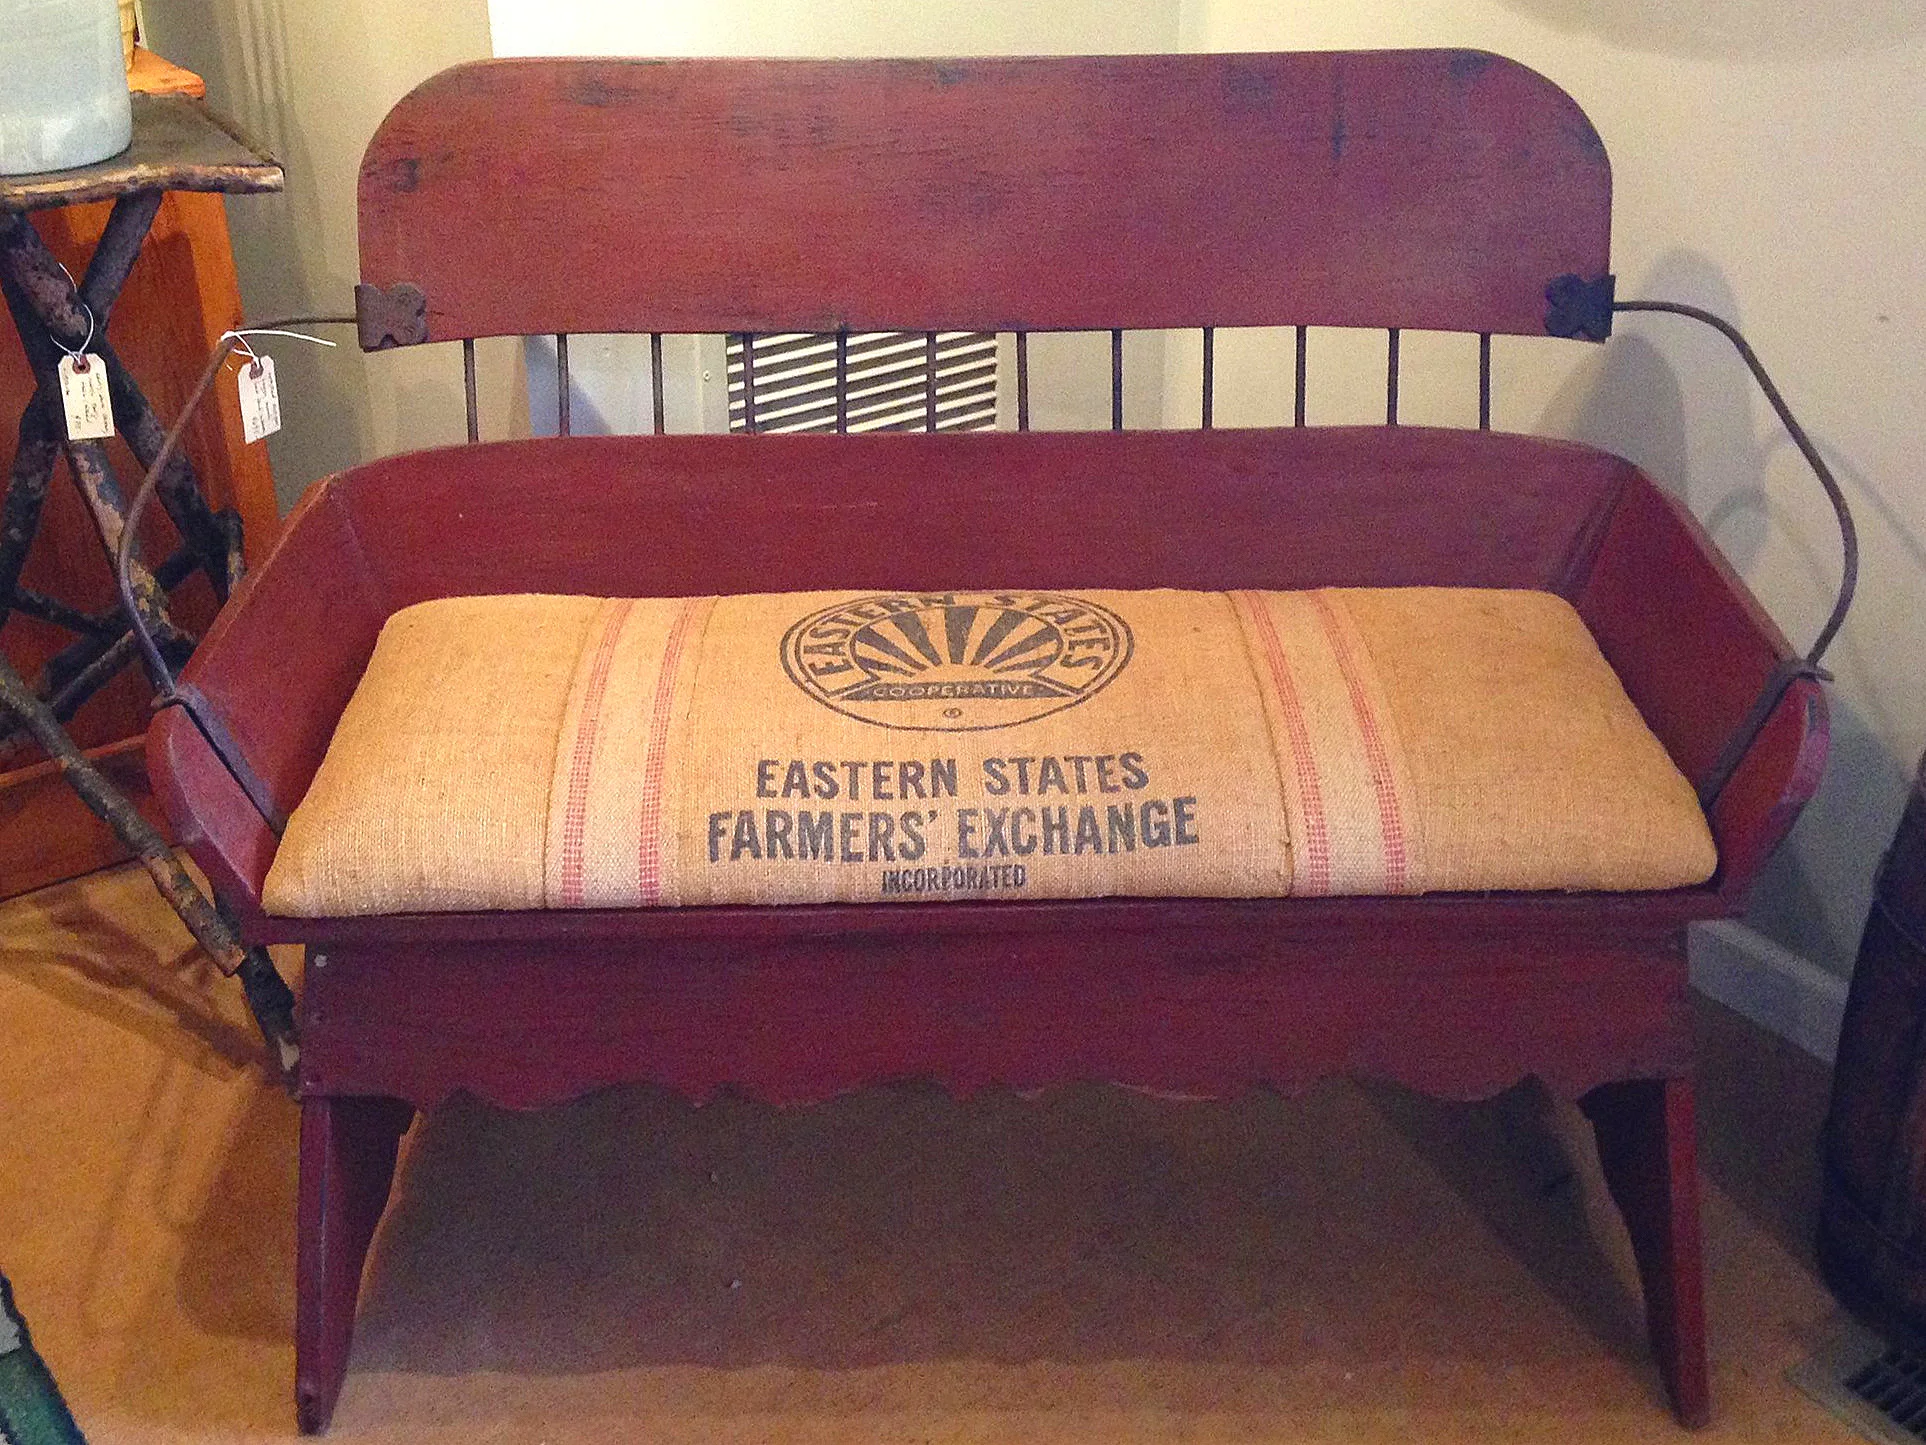 EASTERN STATES
COOPERATIVE
®
EASTERN STATES
FARMERS' EXCHANGE
INCORPORATED